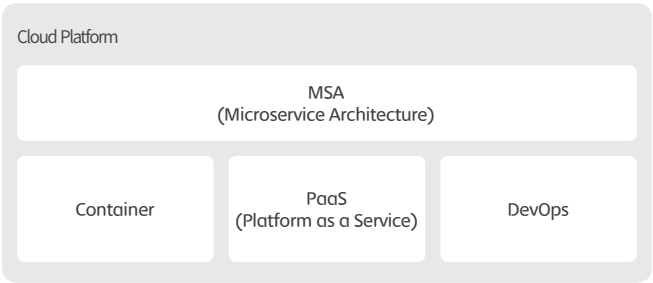 Cloud Platform
MSA
(Microservice Architecture)
Container
PaaS
(Platform as a Service)
DevOps